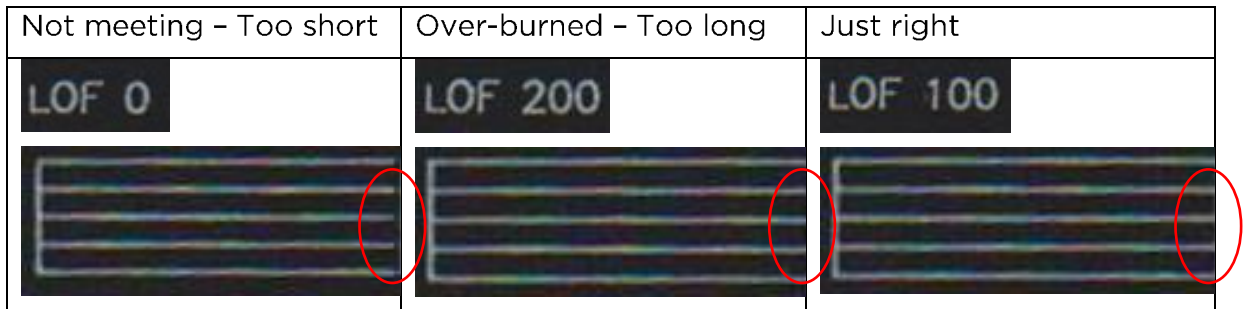 Not meeting – Too short
Over-burned – Too long
Just right
LOF 0
LOF 200
LOF 100